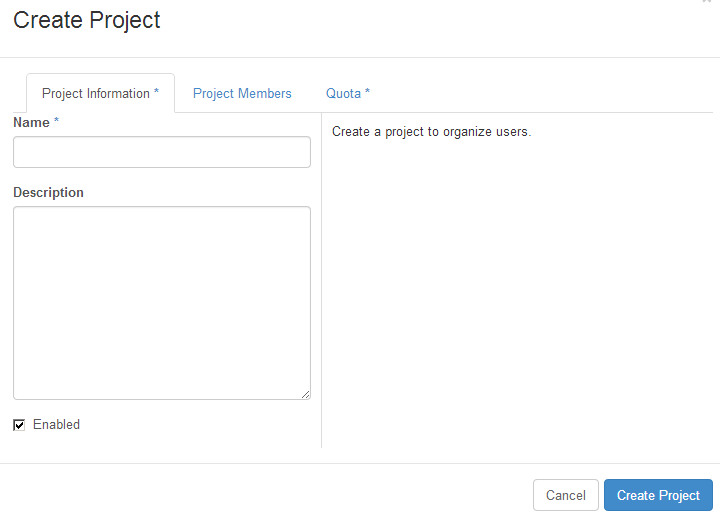 Create Project
Project Information * Project Members Quota *
Name *
Create a project to organize users.
Description
Enabled
Cancel Create Project